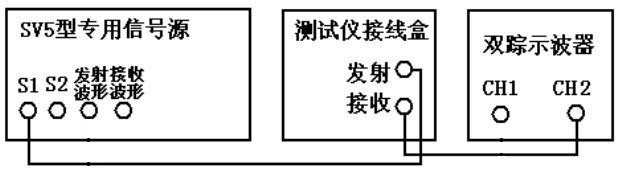 SV5型专用信号源
S1 S2 发射 接收
波形 波形
测试仪接线盒
发射
接收
双踪示波器
CH1 CH2